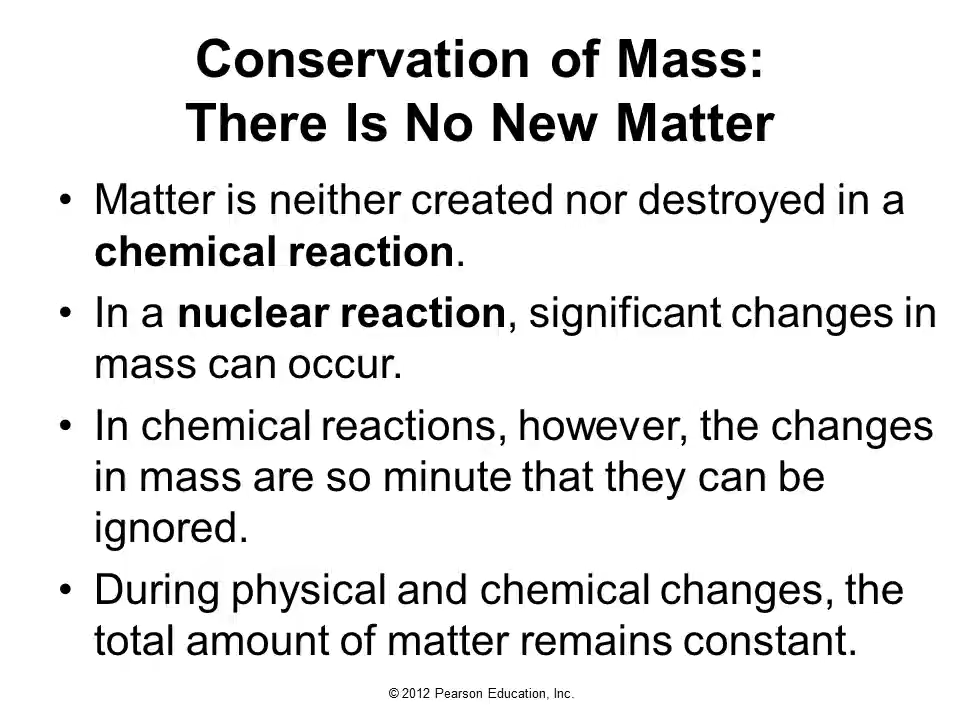 Conservation of Mass:
There Is No New Matter
• Matter is neither created nor destroyed in a
chemical reaction.
• In a nuclear reaction, significant changes in
mass can occur.
• In chemical reactions, however, the changes
in mass are so minute that they can be
ignored.
• During physical and chemical changes, the
total amount of matter remains constant.
© 2012 Pearson Education, Inc.